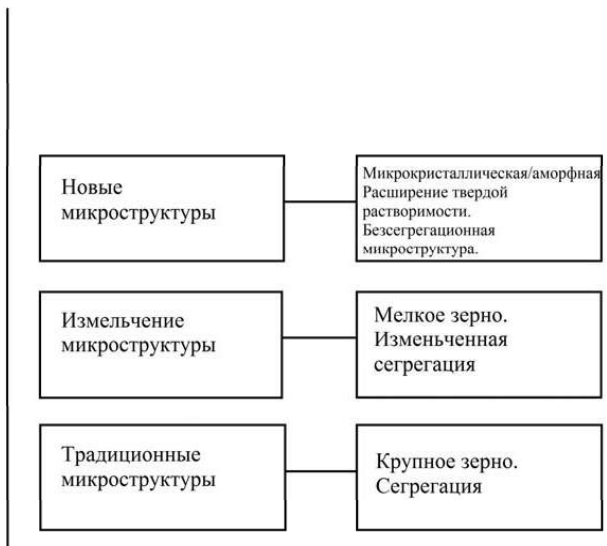 Новые
микроструктуры
Микрокристаллическая/аморфная
Расширение твердой
растворимости.
Безсегрегационная
микроструктура.
Измельчение
микроструктуры
Мелкое зерно.
Изменьченная
сегрегация
Традиционные
микроструктуры
Крупное зерно.
Сегрегация